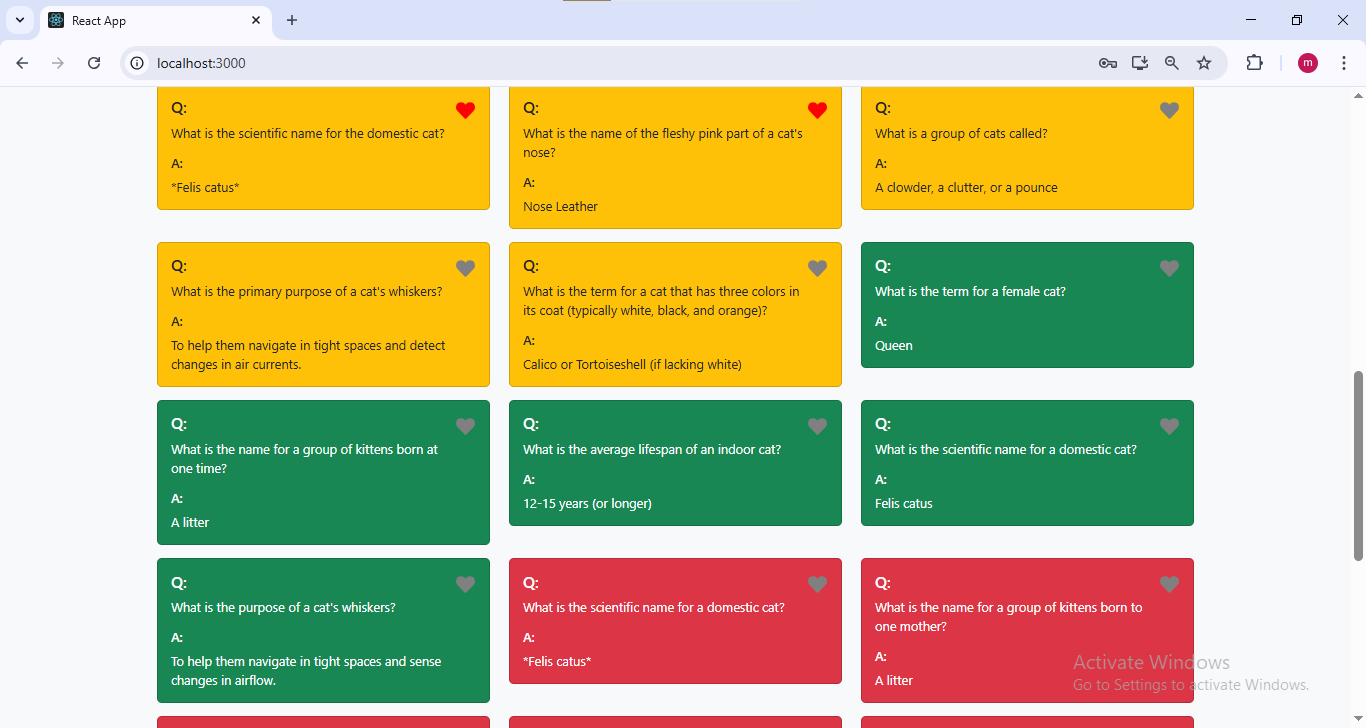 React App
localhost:3000
m
Q:
What is the scientific name for the domestic cat?
A:
*Felis catus*
Q:
What is the name of the fleshy pink part of a cat's
nose?
A:
Nose Leather
Q:
What is a group of cats called?
A:
A clowder, a clutter, or a pounce
Q:
What is the primary purpose of a cat's whiskers?
A:
To help them navigate in tight spaces and detect
changes in air currents.
Q:
What is the term for a cat that has three colors in
its coat (typically white, black, and orange)?
A:
Calico or Tortoiseshell (if lacking white)
Q:
What is the term for a female cat?
A:
Queen
Q:
What is the name for a group of kittens born at
one time?
A:
A litter
Q:
What is the average lifespan of an indoor cat?
A:
12-15 years (or longer)
Q:
What is the scientific name for a domestic cat?
A:
Felis catus
Q:
What is the purpose of a cat's whiskers?
A:
To help them navigate in tight spaces and sense
changes in airflow.
Q:
What is the scientific name for a domestic cat?
A:
*Felis catus*
Q:
What is the name for a group of kittens born to
one mother?
A:
A litter
Activate Windows
Go to Settings to activate Windows.